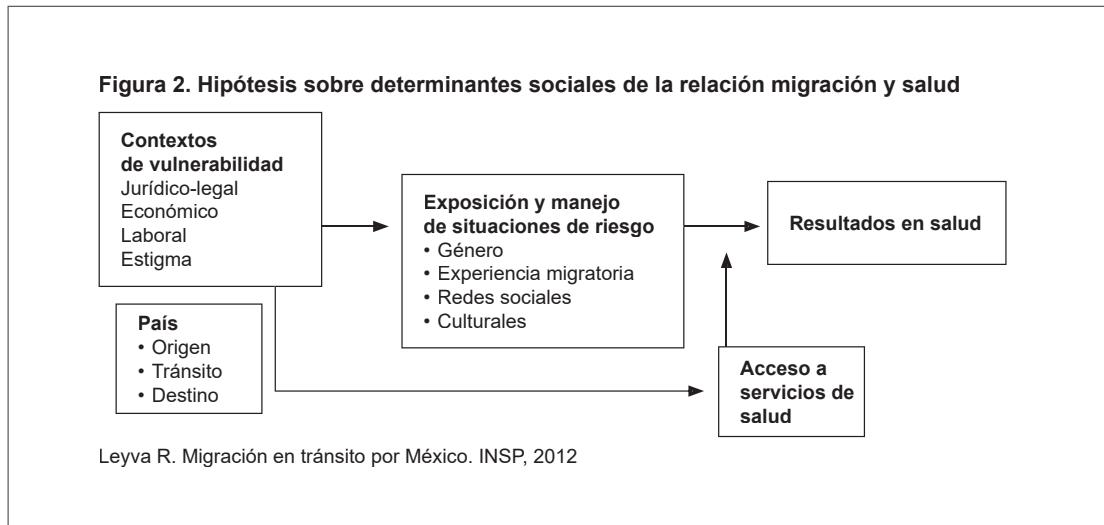 Figura 2. Hipótesis sobre determinantes sociales de la relación migración y salud
Contextos
de vulnerabilidad
Jurídico-legal
Económico
Laboral
Estigma
País
• Origen
• Tránsito
• Destino
Exposición y manejo
de situaciones de riesgo
• Género
• Experiencia migratoria
• Redes sociales
• Culturales
Resultados en salud
Acceso a
servicios de
salud
Leyva R. Migración en tránsito por México. INSP, 2012